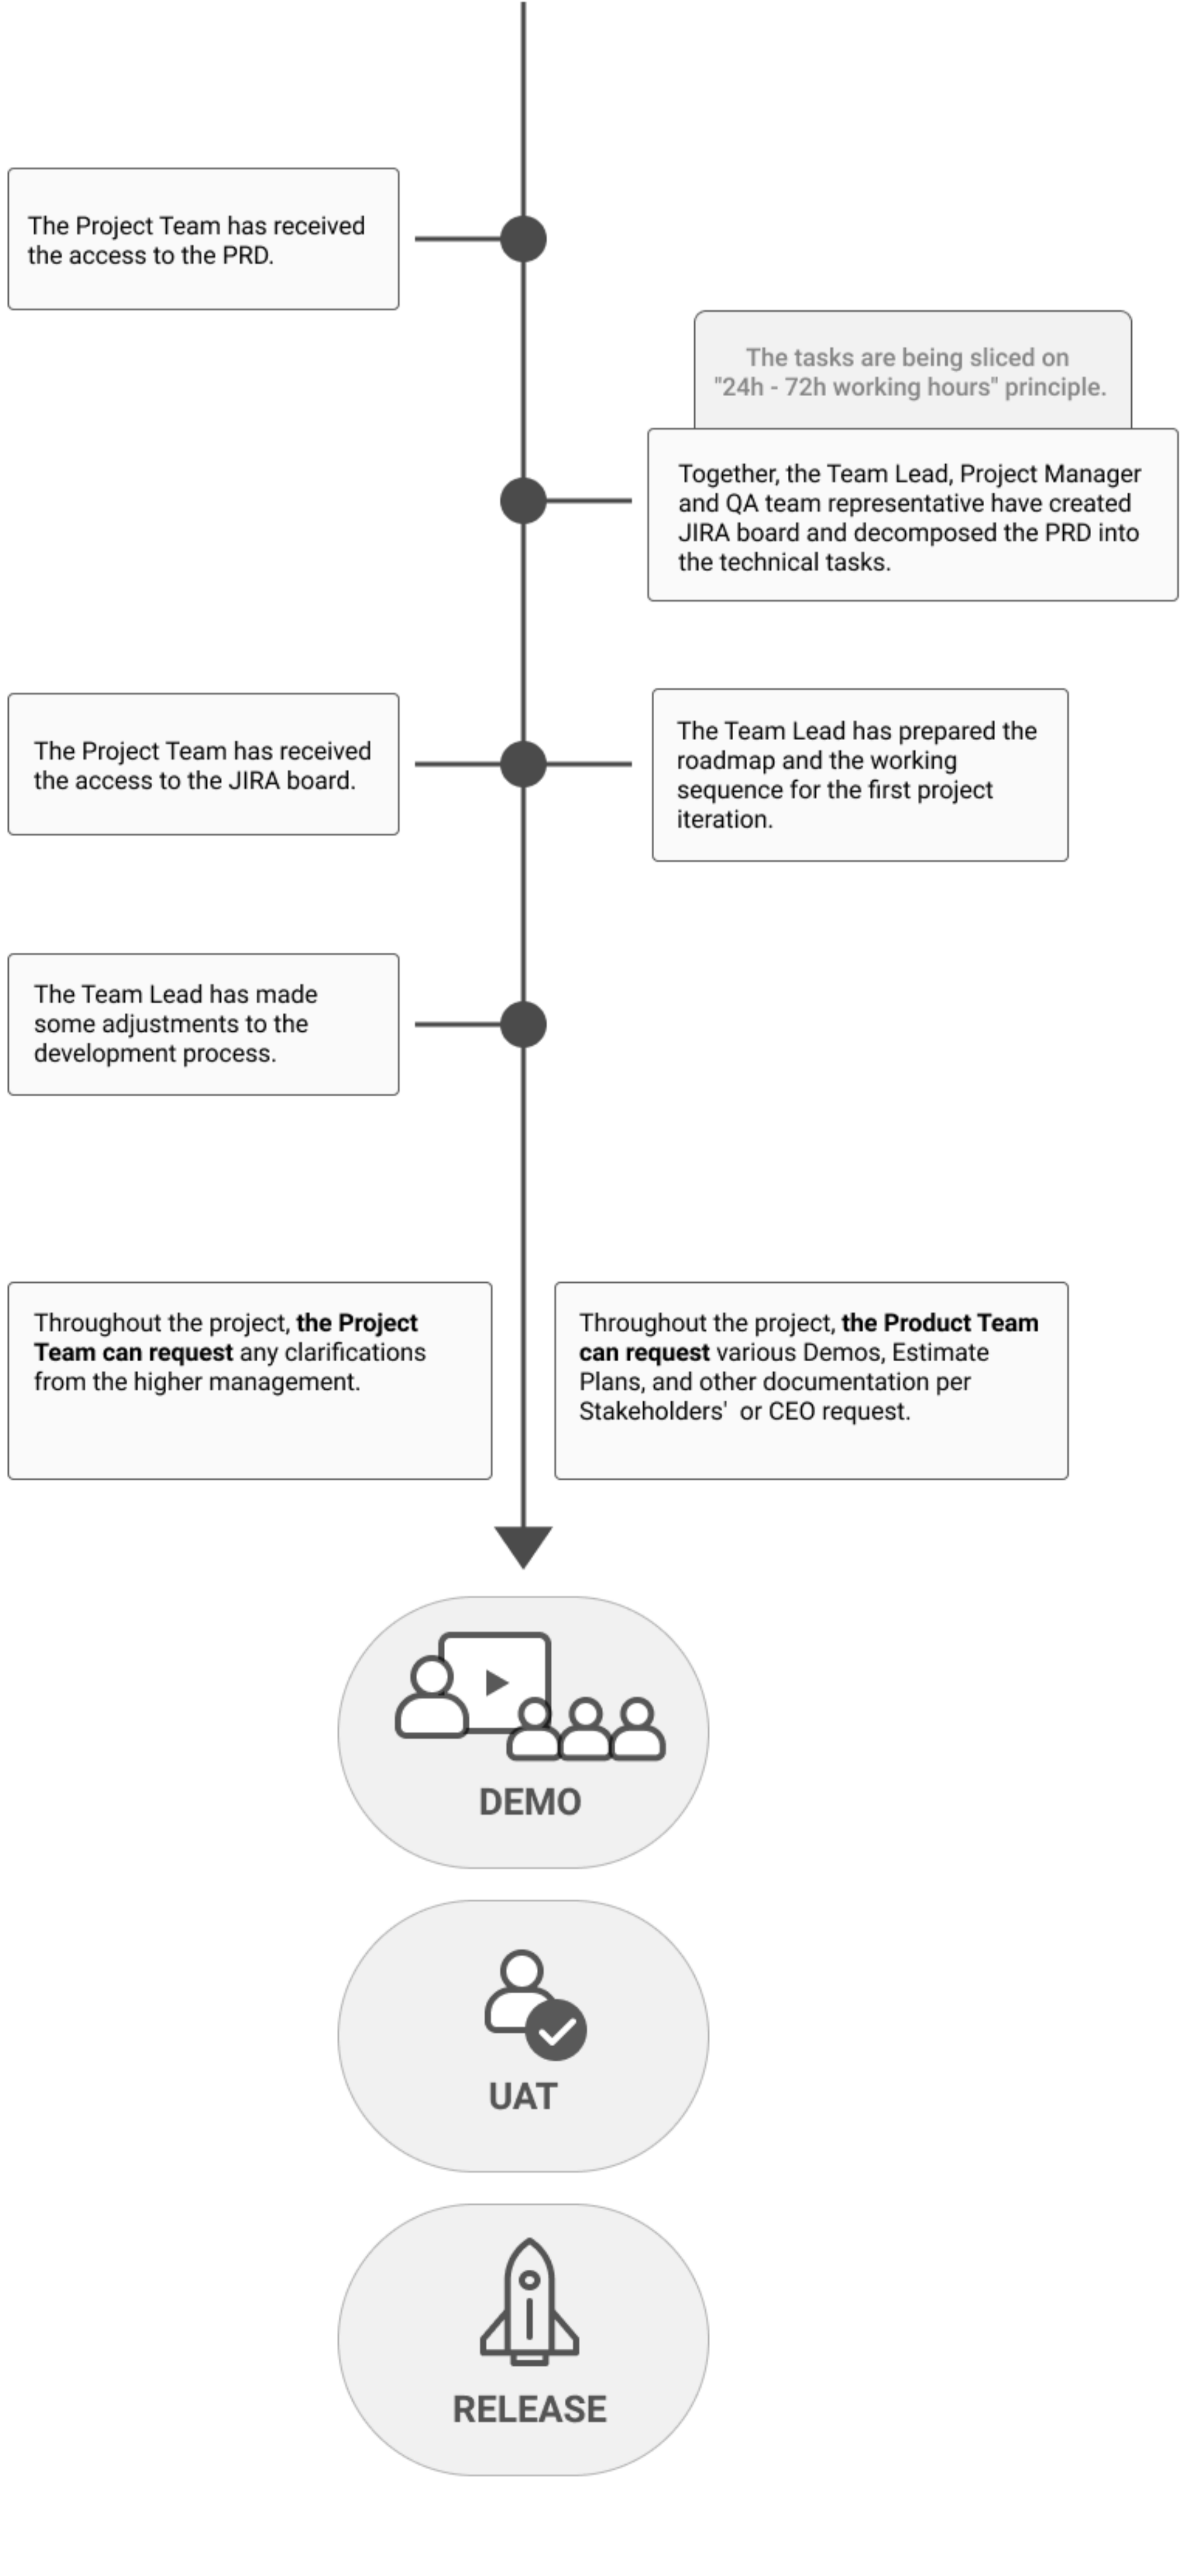 The Project Team has received
the access to the PRD.
The tasks are being sliced on
"24h - 72h working hours" principle.
Together, the Team Lead, Project Manager
and QA team representative have created
JIRA board and decomposed the PRD into
the technical tasks.
The Project Team has received
the access to the JIRA board.
The Team Lead has prepared the
roadmap and the working
sequence for the first project
iteration.
The Team Lead has made
some adjustments to the
development process.
Throughout the project, the Project
Team can request any clarifications
from the higher management.
Throughout the project, the Product Team
can request various Demos, Estimate
Plans, and other documentation per
Stakeholders'  or CEO request.
DEMO
UAT
RELEASE